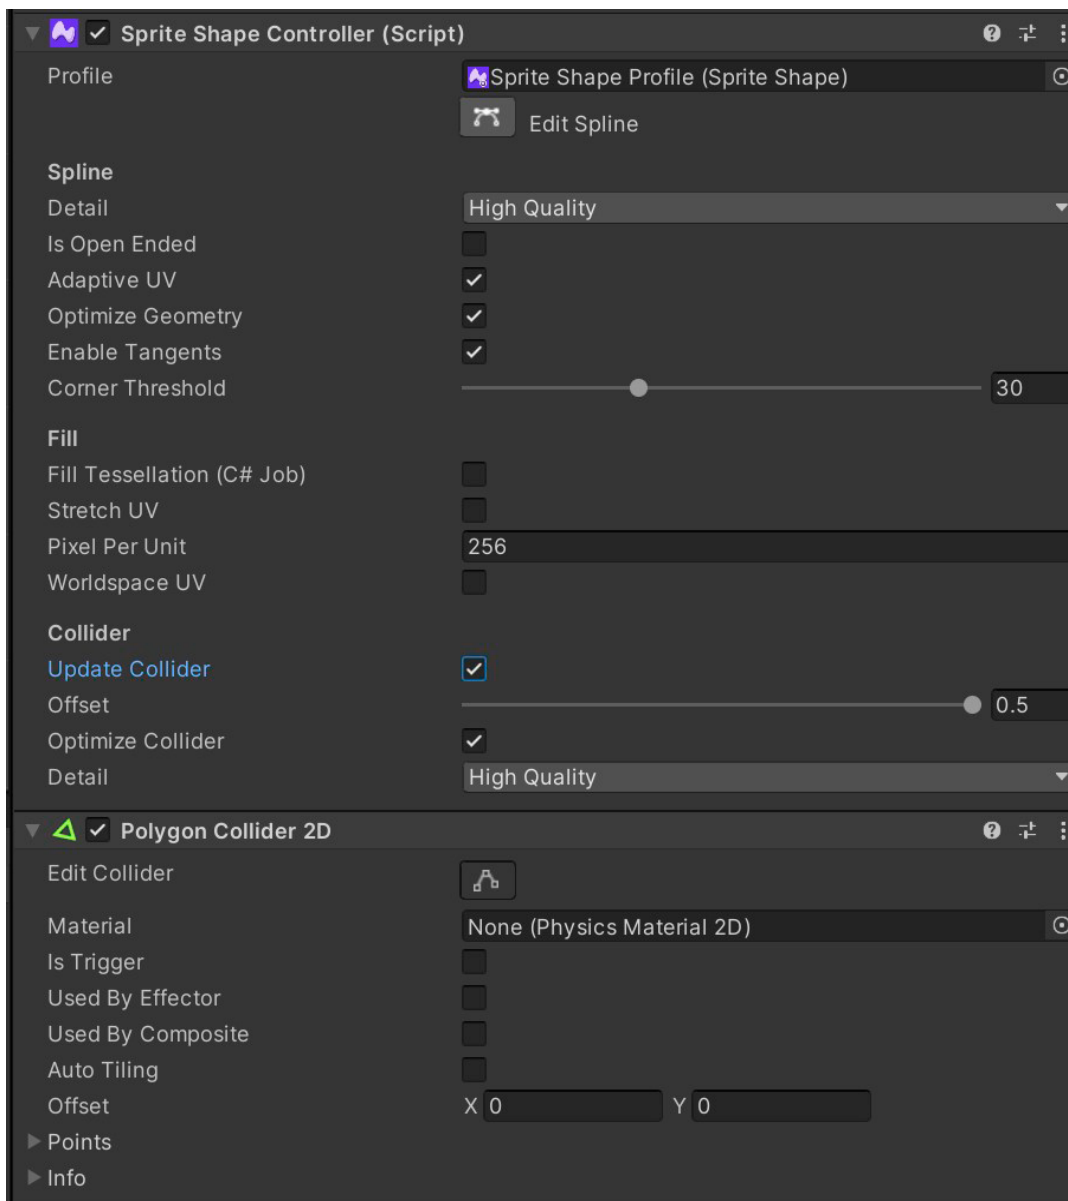 Sprite Shape Controller (Script)
Profile Sprite Shape Profile (Sprite Shape)
Edit Spline
Spline
Detail High Quality
Is Open Ended
Adaptive UV
Optimize Geometry
Enable Tangents
Corner Threshold 30
Fill
Fill Tessellation (C# Job)
Stretch UV
Pixel Per Unit 256
Worldspace UV
Collider
Update Collider
Offset 0.5
Optimize Collider
Detail High Quality
Polygon Collider 2D
Edit Collider
Material None (Physics Material 2D)
Is Trigger
Used By Effector
Used By Composite
Auto Tiling
Offset X 0 Y 0
Points
Info